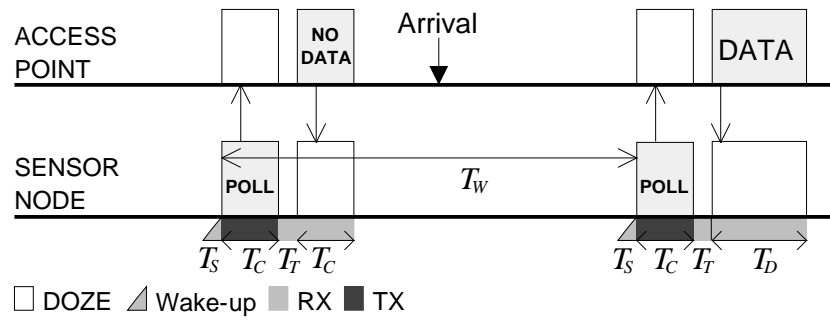 ACCESS POINT
NO DATA
Arrival
DATA
SENSOR NODE
POLL
T_W
POLL
T_S T_C T_T T_C
T_S T_C T_T T_D
DOZE Wake-up RX TX